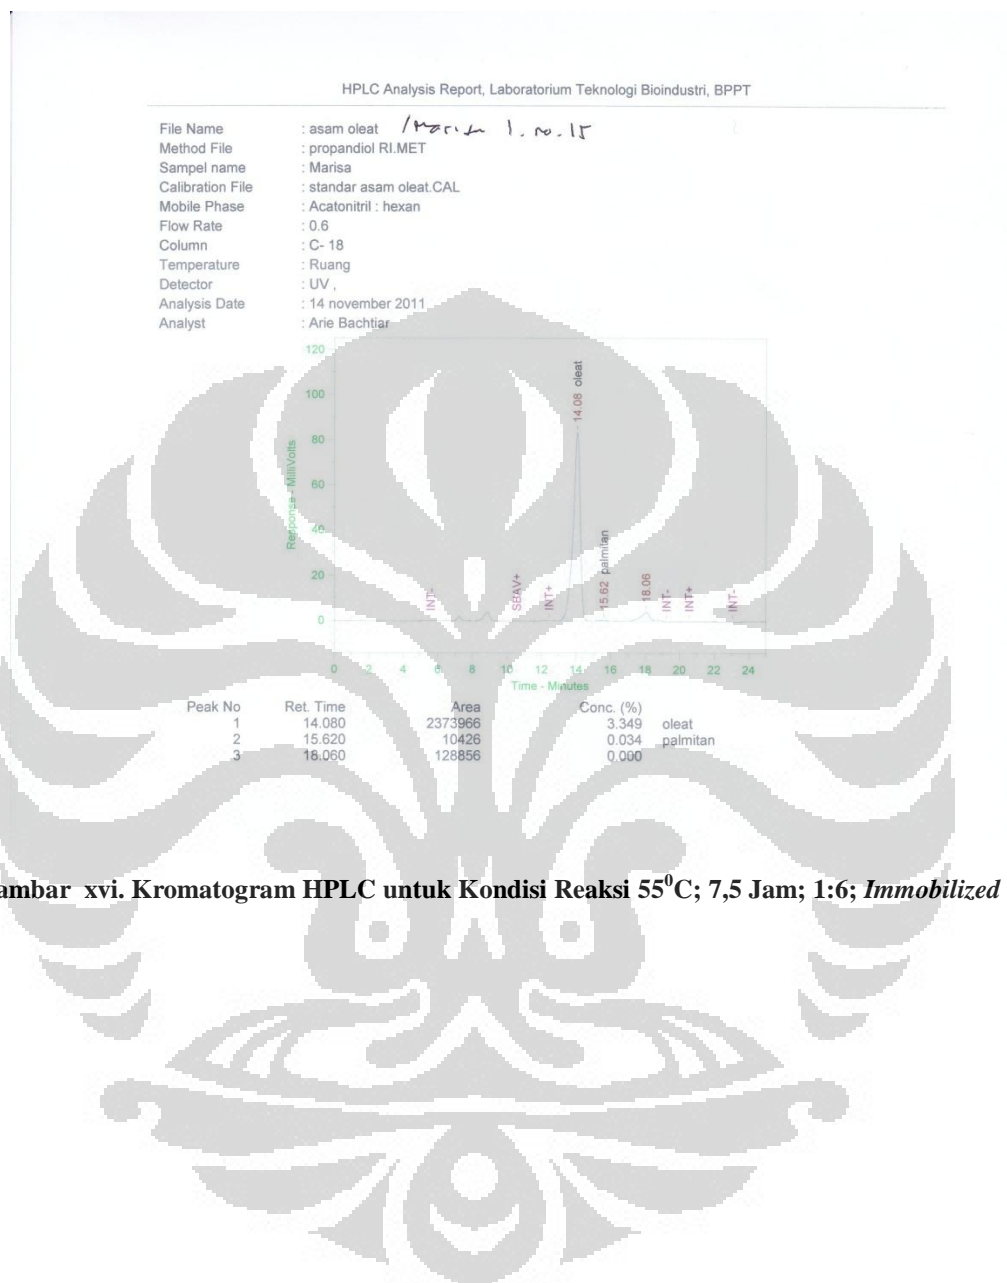 HPLC Analysis Report, Laboratorium Teknologi Bioindustri, BPPT
File Name : asam oleat /Marisa 1. no. 15
Method File : propandiol RI.MET
Sampel name : Marisa
Calibration File : standar asam oleat.CAL
Mobile Phase : Acatonitril : hexan
Flow Rate : 0.6
Column : C- 18
Temperature : Ruang
Detector : UV ,
Analysis Date : 14 november 2011
Analyst : Arie Bachtiar
120
100
80
60
40
20
0
Response - MilliVolts
INT-
SBAV+
INT+
14.08 oleat
15.62 palmitan
18.06
INT-
INT+
INT-
0 2 4 6 8 10 12 14 16 18 20 22 24
Time - Minutes
Peak No Ret. Time Area Conc. (%)
1 14.080 2373966 3.349 oleat
2 15.620 10426 0.034 palmitan
3 18.060 128856 0.000
ambar xvi. Kromatogram HPLC untuk Kondisi Reaksi 55⁰C; 7,5 Jam; 1:6; Immobilized